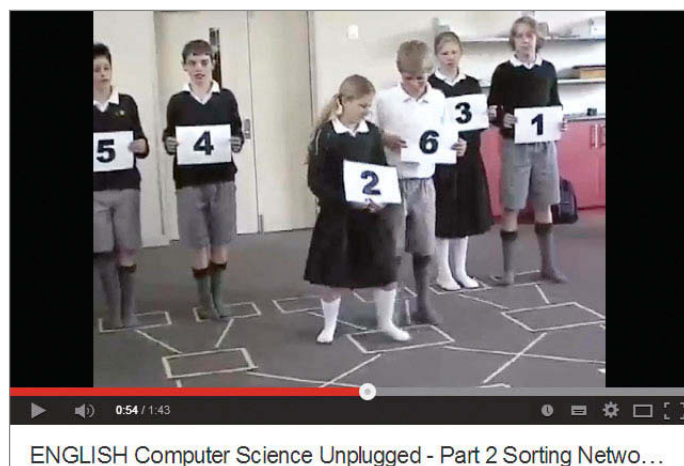 5 4 2 6 3 1
0:54 / 1:43
ENGLISH Computer Science Unplugged - Part 2 Sorting Netwo...